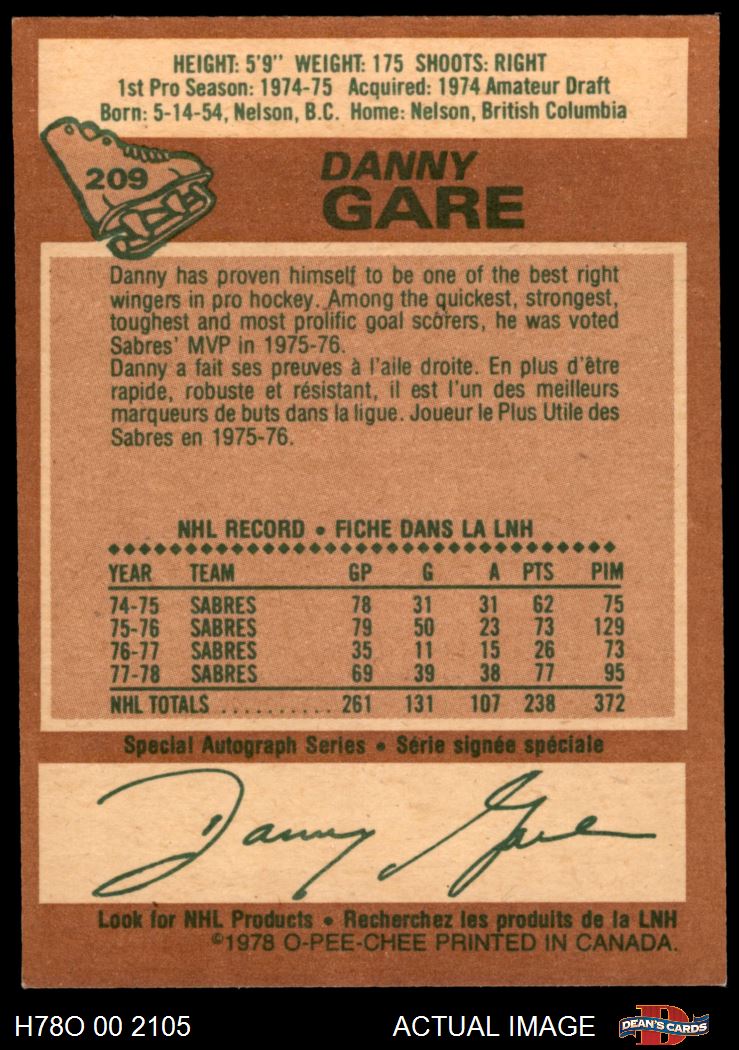 HEIGHT: 5'9" WEIGHT: 175 SHOOTS: RIGHT
1st Pro Season: 1974-75 Acquired: 1974 Amateur Draft
Born: 5-14-54, Nelson, B.C. Home: Nelson, British Columbia
209
DANNY
GARE
Danny has proven himself to be one of the best right
wingers in pro hockey. Among the quickest, strongest,
toughest and most prolific goal scorers, he was voted
Sabres' MVP in 1975-76.
Danny a fait ses preuves à l'aile droite. En plus d'être
rapide, robuste et résistant, il est l'un des meilleurs
marqueurs de buts dans la ligue. Joueur le Plus Utile des
Sabres en 1975-76.
NHL RECORD • FICHE DANS LA LNH
YEAR TEAM GP G A PTS PIM
74-75 SABRES 78 31 31 62 75
75-76 SABRES 79 50 23 73 129
76-77 SABRES 35 11 15 26 73
77-78 SABRES 69 39 38 77 95
NHL TOTALS .......... 261 131 107 238 372
Special Autograph Series • Série signée spéciale
Danny Gare
Look for NHL Products • Recherchez les produits de la LNH
©1978 O-PEE-CHEE PRINTED IN CANADA.
H78O 00 2105 ACTUAL IMAGE D DEAN'S CARDS